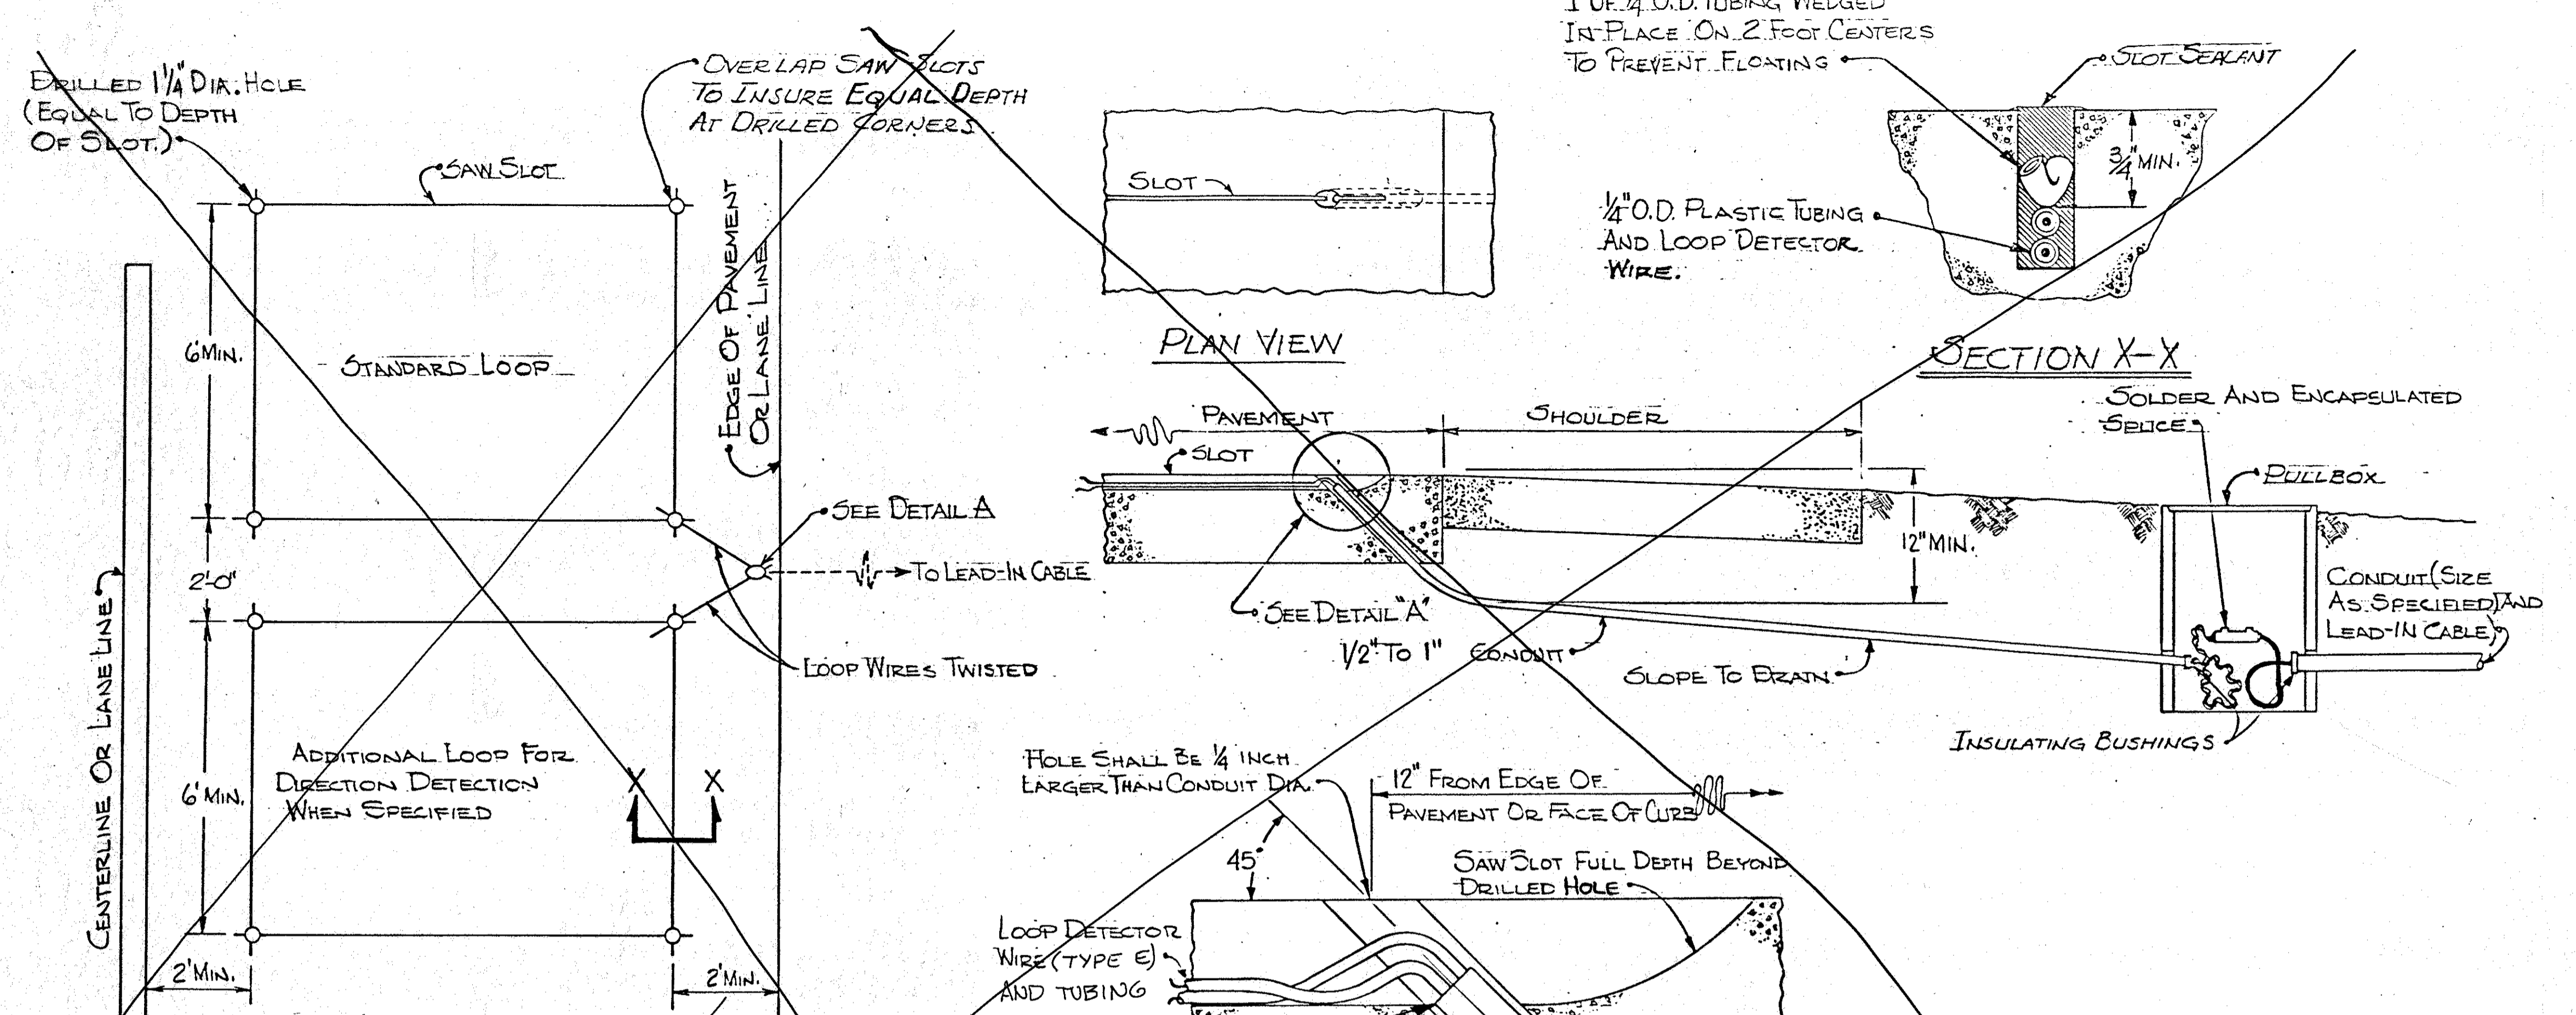 DRILLED 1¼" DIA. HOLE
(EQUAL TO DEPTH
OF SLOT.)
SAW SLOT
OVERLAP SAW SLOTS
TO INSURE EQUAL DEPTH
AT DRILLED CORNERS.
6'MIN.
STANDARD LOOP
EDGE OF PAVEMENT
OR LANE LINE
SEE DETAIL A
TO LEAD-IN CABLE
2'-0"
LOOP WIRES TWISTED
CENTERLINE OR LANE LINE
6'MIN.
ADDITIONAL LOOP FOR
DIRECTION DETECTION
WHEN SPECIFIED
X X
2'MIN.
2'MIN.
SLOT
PLAN VIEW
1 OF ¼ O.D. TUBING WEDGED
IN PLACE ON 2 FOOT CENTERS
TO PREVENT FLOATING
SLOT SEALANT
¾" MIN.
¼" O.D. PLASTIC TUBING
AND LOOP DETECTOR
WIRE.
SECTION X-X
PAVEMENT
SHOULDER
SLOT
SOLDER AND ENCAPSULATED
SPLICE
PULLBOX
12" MIN.
SEE DETAIL "A"
1/2" TO 1" CONDUIT
SLOPE TO DRAIN
CONDUIT (SIZE
AS SPECIFIED) AND
LEAD-IN CABLE
INSULATING BUSHINGS
HOLE SHALL BE ¼ INCH
LARGER THAN CONDUIT DIA.
12" FROM EDGE OF
PAVEMENT OR FACE OF CURB
45°
SAW SLOT FULL DEPTH BEYOND
DRILLED HOLE
LOOP DETECTOR
WIRE (TYPE E)
AND TUBING